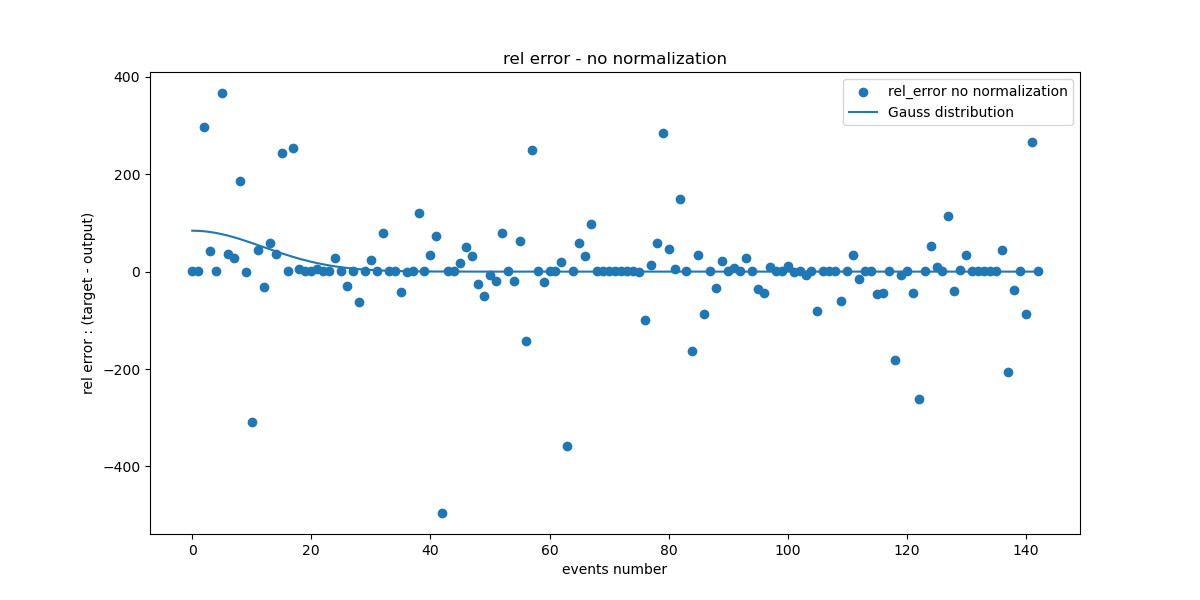 rel error - no normalization
rel_error no normalization
Gauss distribution
rel error : (target - output)
400
200
0
−200
−400
0 20 40 60 80 100 120 140
events number